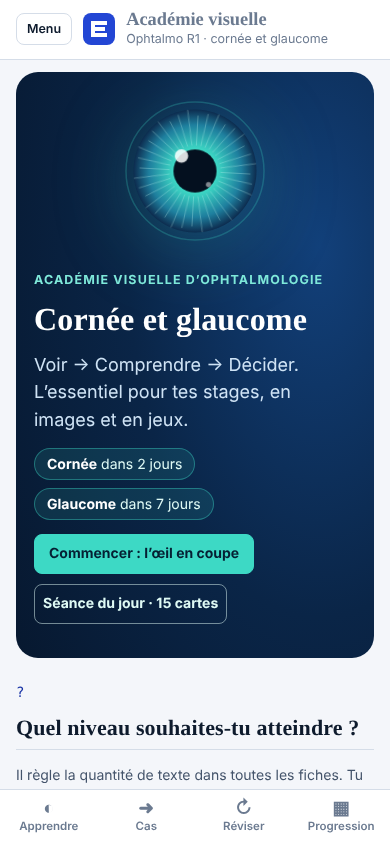 Menu
E
Académie visuelle
Ophtalmo R1 · cornée et glaucome
ACADÉMIE VISUELLE D’OPHTALMOLOGIE
Cornée et glaucome
Voir → Comprendre → Décider.
L’essentiel pour tes stages, en
images et en jeux.
Cornée dans 2 jours
Glaucome dans 7 jours
Commencer : l’œil en coupe
Séance du jour · 15 cartes
?
Quel niveau souhaites-tu atteindre ?
Il règle la quantité de texte dans toutes les fiches. Tu
Apprendre
Cas
Réviser
Progression